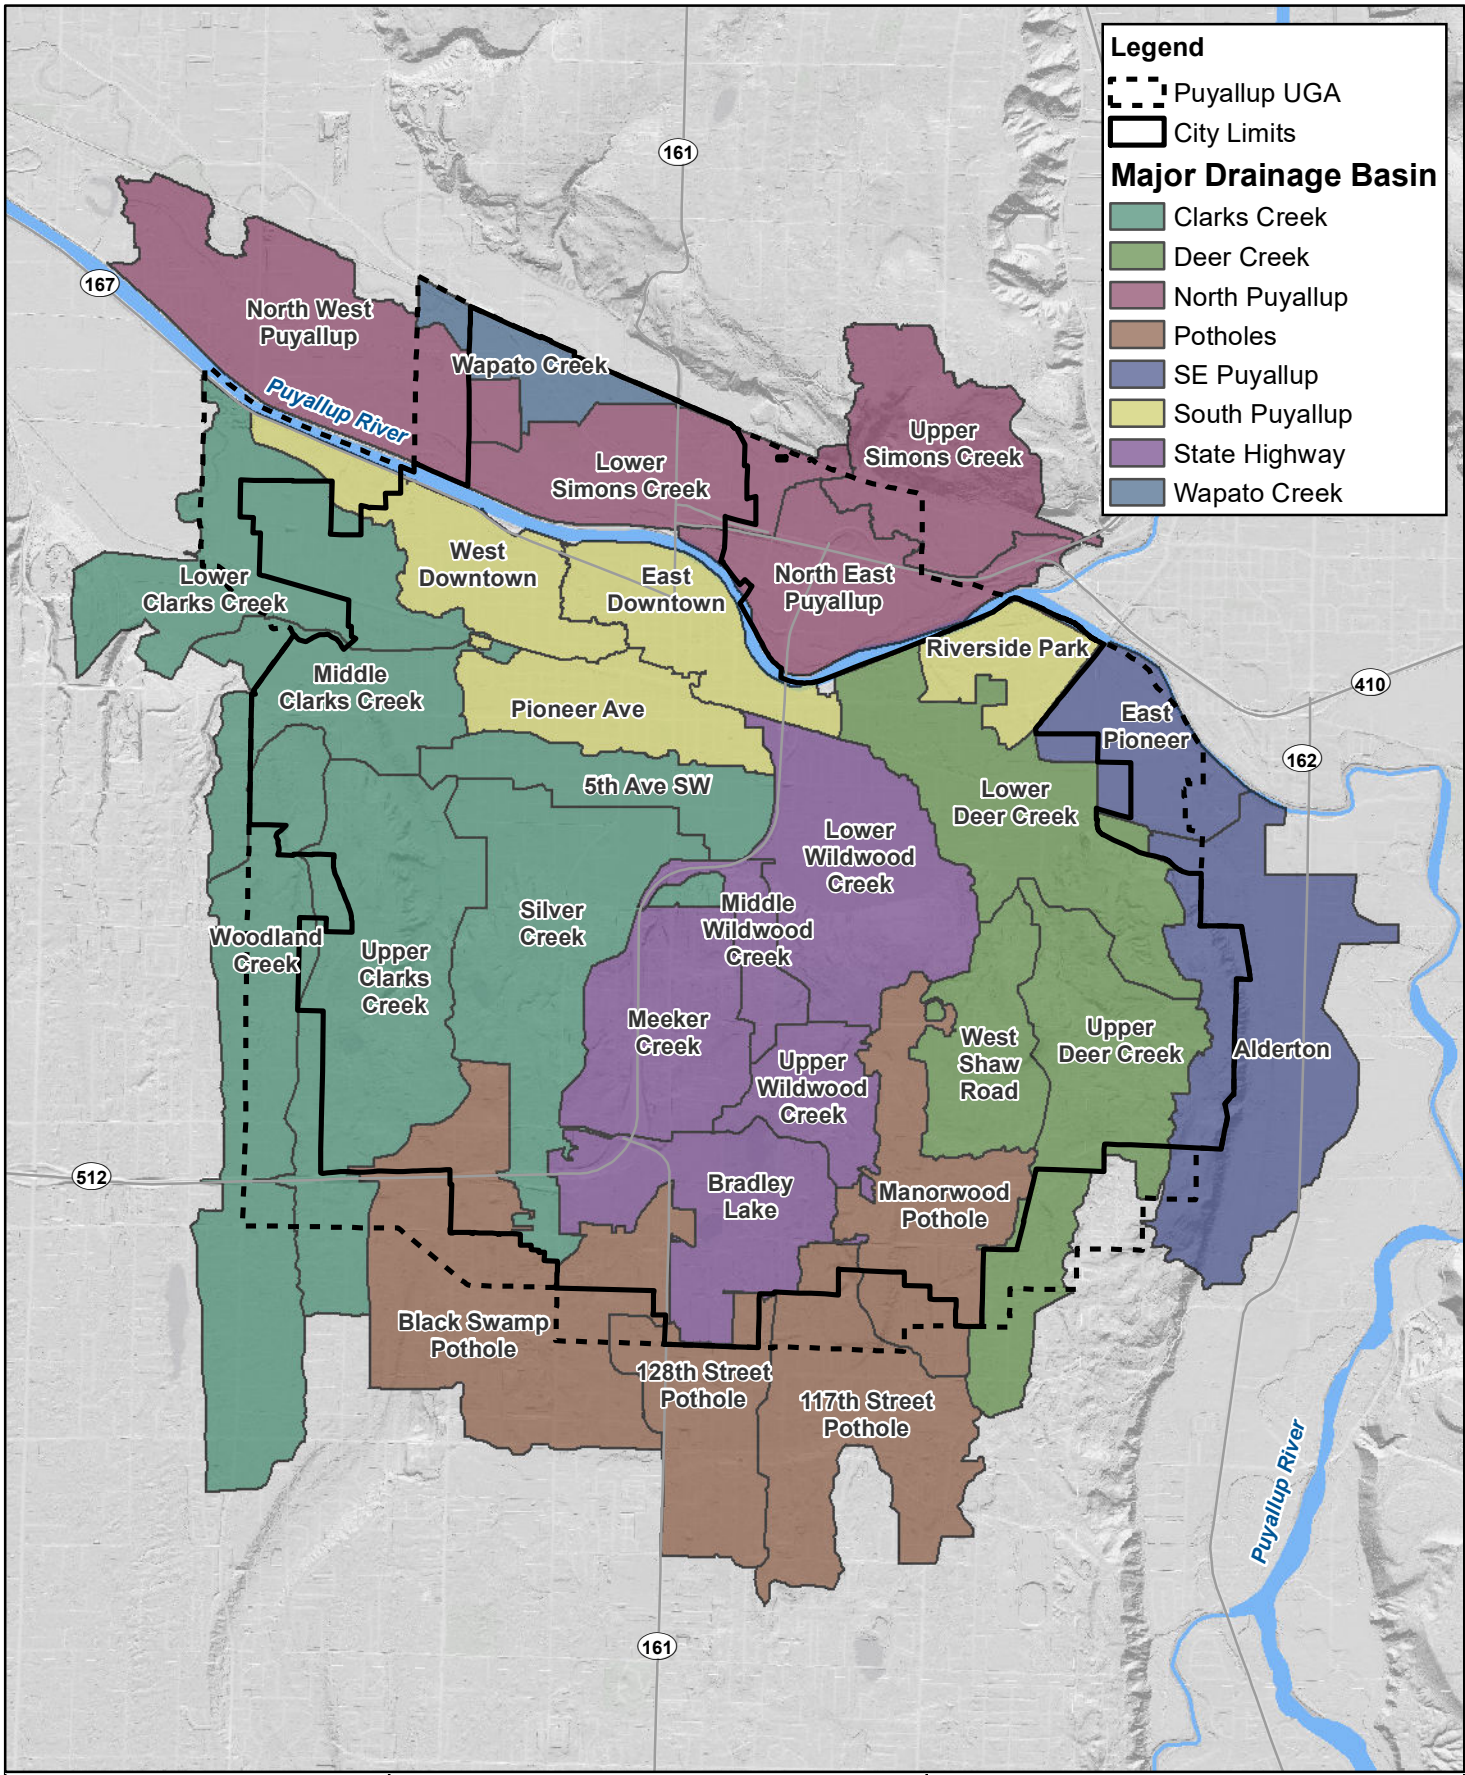 Legend
Puyallup UGA
City Limits
Major Drainage Basin
Clarks Creek
Deer Creek
North Puyallup
Potholes
SE Puyallup
South Puyallup
State Highway
Wapato Creek
161
167
North West
Puyallup
Wapato Creek
Puyallup River
Upper
Simons Creek
Lower
Simons Creek
West
Downtown
East
Downtown
North East
Puyallup
Lower
Clarks Creek
Riverside Park
Middle
Clarks Creek
410
Pioneer Ave
East
Pioneer
162
5th Ave SW
Lower
Deer Creek
Lower
Wildwood
Creek
Silver
Creek
Middle
Wildwood
Creek
Woodland
Creek
Upper
Clarks
Creek
Meeker
Creek
West
Shaw
Road
Upper
Deer Creek
Alderton
Upper
Wildwood
Creek
512
Bradley
Lake
Manorwood
Pothole
Black Swamp
Pothole
128th Street
Pothole
117th Street
Pothole
Puyallup River
161